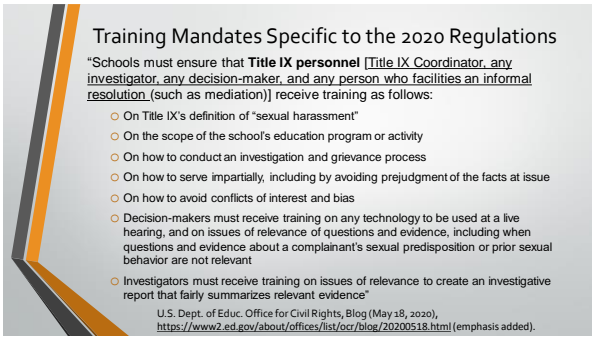 Training Mandates Specific to the 2020 Regulations
“Schools must ensure that Title IX personnel [Title IX Coordinator, any
investigator, any decision-maker, and any person who facilities an informal
resolution (such as mediation)] receive training as follows:
On Title IX’s definition of “sexual harassment”
On the scope of the school’s education program or activity
On how to conduct an investigation and grievance process
On how to serve impartially, including by avoiding prejudgment of the facts at issue
On how to avoid conflicts of interest and bias
Decision-makers must receive training on any technology to be used at a live
hearing, and on issues of relevance of questions and evidence, including when
questions and evidence about a complainant’s sexual predisposition or prior sexual
behavior are not relevant
Investigators must receive training on issues of relevance to create an investigative
report that fairly summarizes relevant evidence”
U.S. Dept. of Educ. Office for Civil Rights, Blog (May 18, 2020),
https://www2.ed.gov/about/offices/list/ocr/blog/20200518.html (emphasis added).